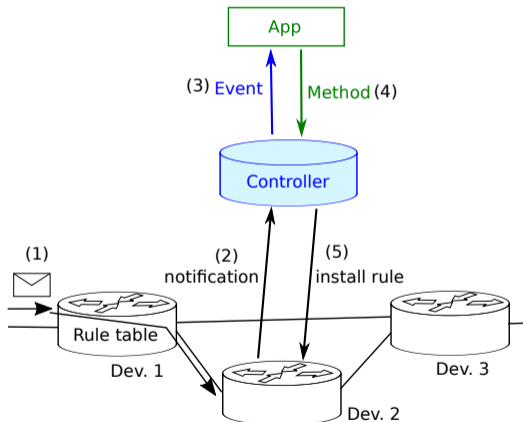 App
(3) Event
Method (4)
Controller
(1)
(2)
notification
(5)
install rule
Rule table
Dev. 1
Dev. 2
Dev. 3